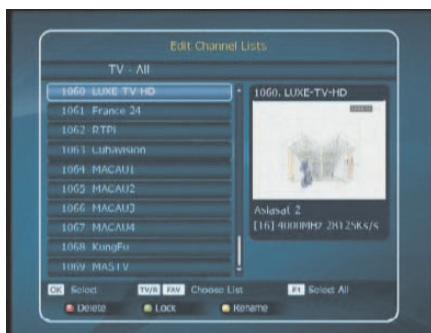 Edit Channel Lists
TV - All
1060 LUXE TV HD
1061 France 24
1062 RTPi
1063 Cubavision
1064 MACAU1
1065 MACAU2
1066 MACAU3
1067 MACAU4
1068 KungFu
1069 MASTV
1060. LUXE-TV-HD
Asiasat 2
[16] 4000MHz 28125Ks/s
OK Select TV/R FAV Choose List F1 Select All
Delete Lock Rename